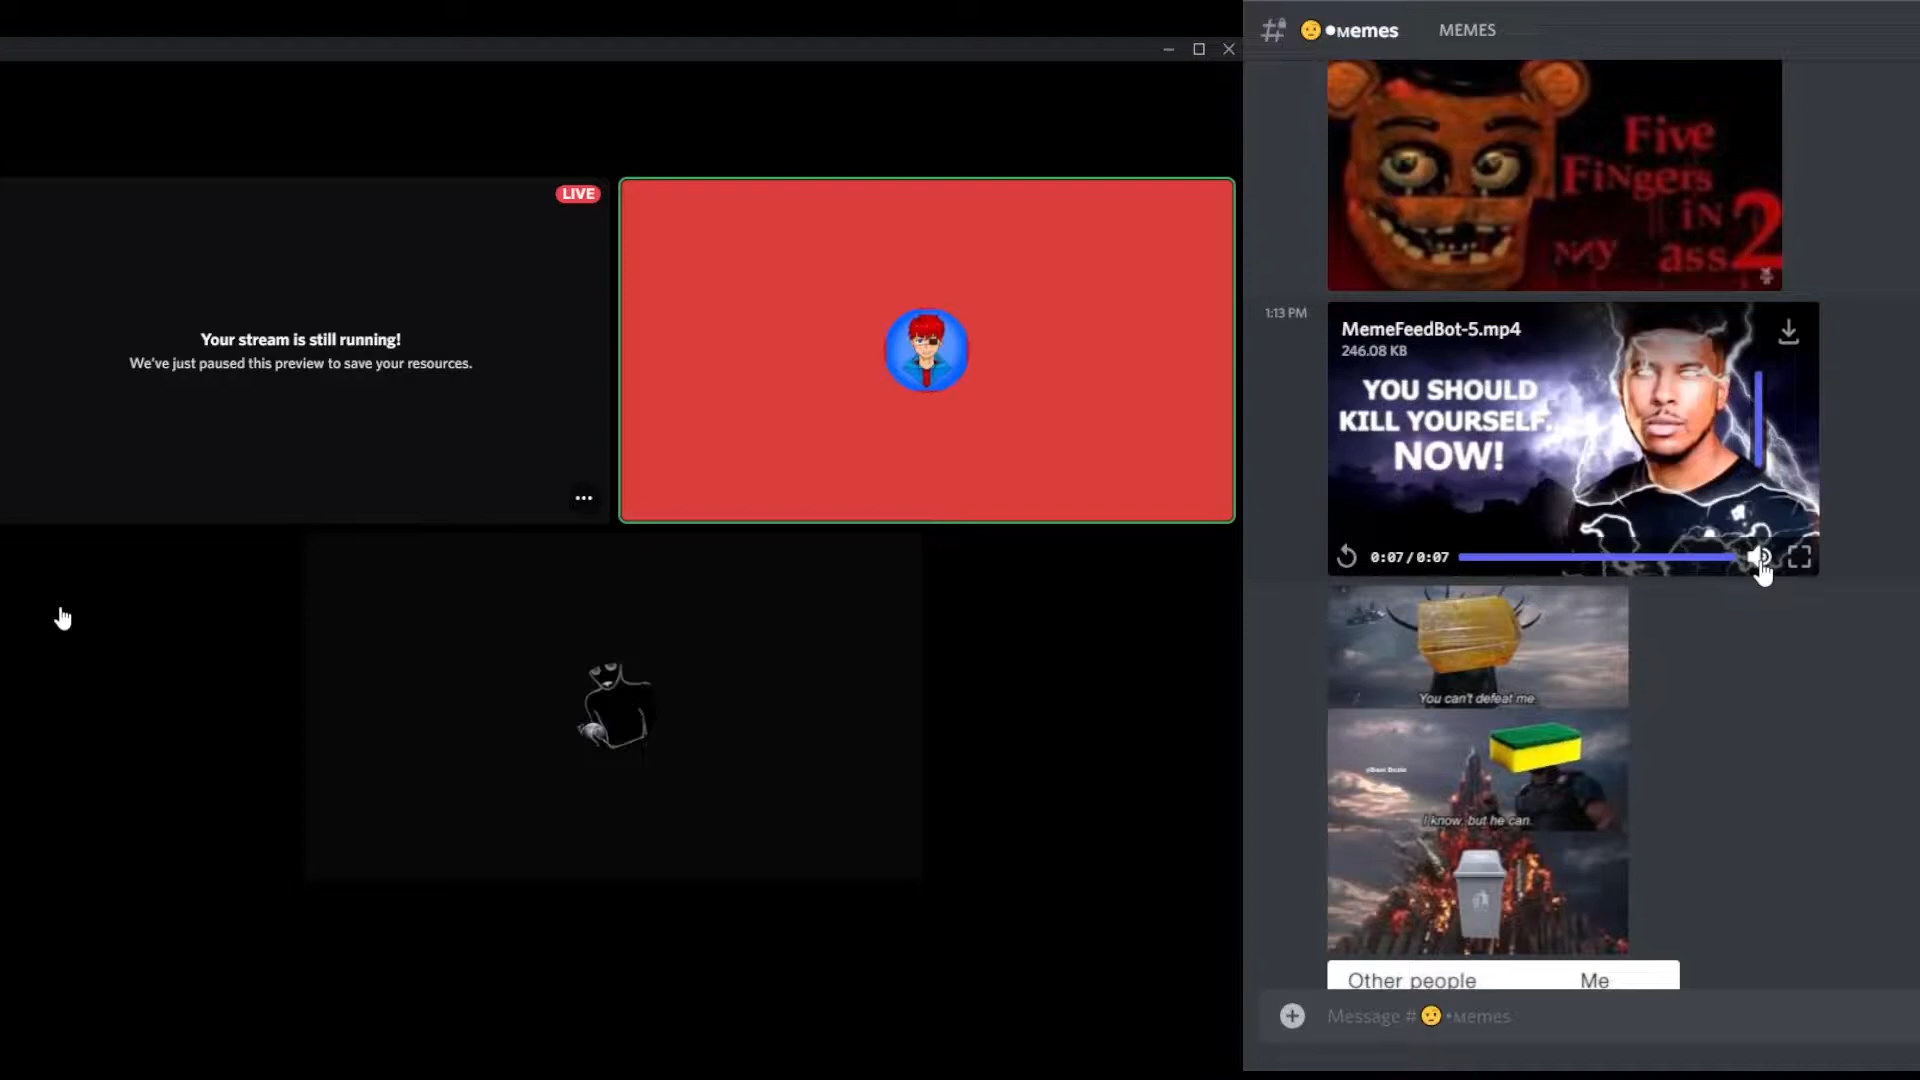 LIVE
Your stream is still running!
We've just paused this preview to save your resources.
•мemes
MEMES
Five
FiNgers
iN
My ass 2
1:13 PM
MemeFeedBot-5.mp4
246.08 KB
YOU SHOULD
KILL YOURSELF..
NOW!
0:07/0:07
You can't defeat me
I know, but he can.
Other people Me
Message # •мemes